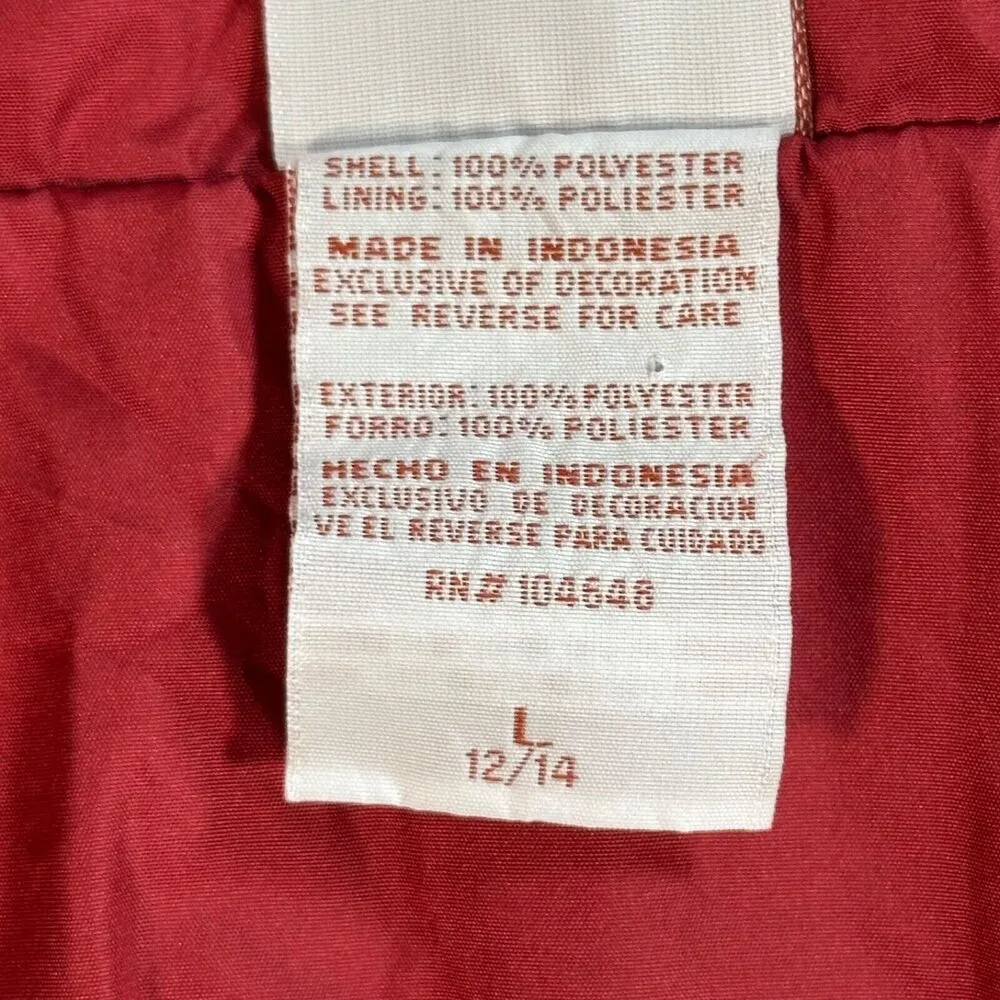 SHELL: 100% POLYESTER
LINING: 100% POLIESTER
MADE IN INDONESIA
EXCLUSIVE OF DECORATION
SEE REVERSE FOR CARE
EXTERIOR: 100% POLYESTER
FORRO: 100% POLIESTER
HECHO EN INDONESIA
EXCLUSIVO DE DECORACION
VE EL REVERSE PARA CUIDADO
RN# 104648
L
12/14